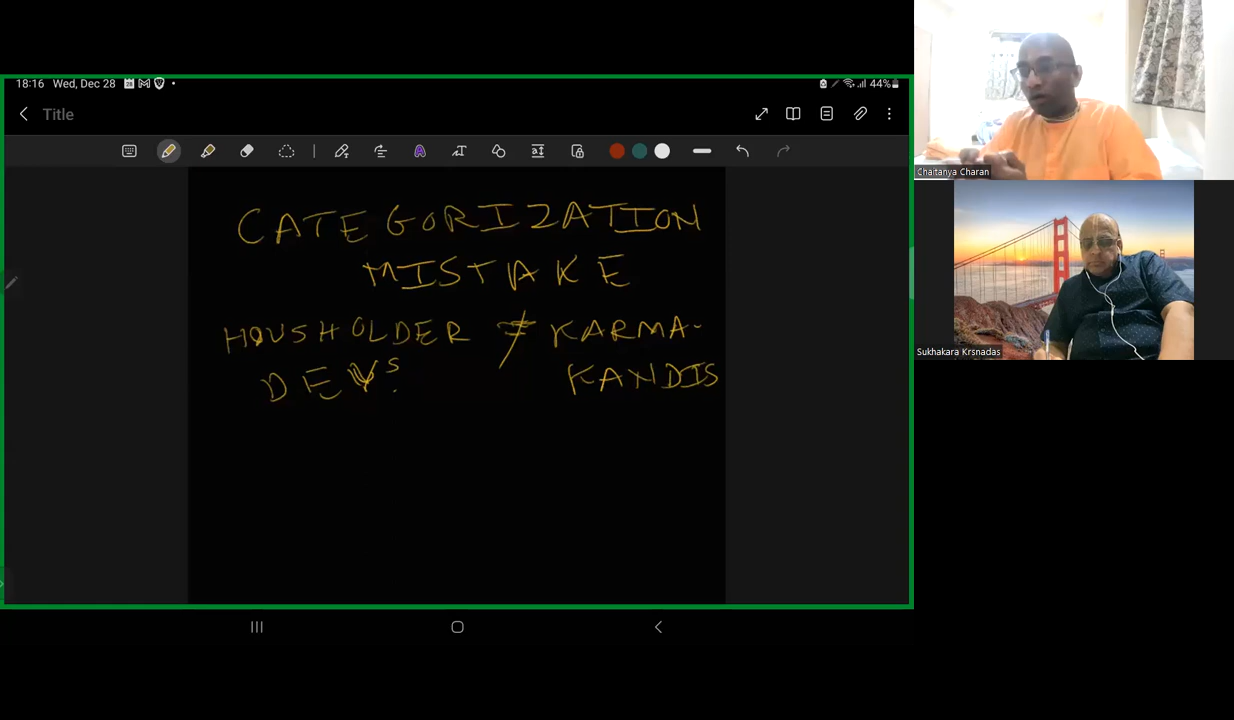 18:16 Wed, Dec 28
44%
Title
CATEGORIZATION
MISTAKE
HOUSHOLDER ≠ KARMA-
DEVS. KANDIS
Chaitanya Charan
Sukhakara Krsnadas